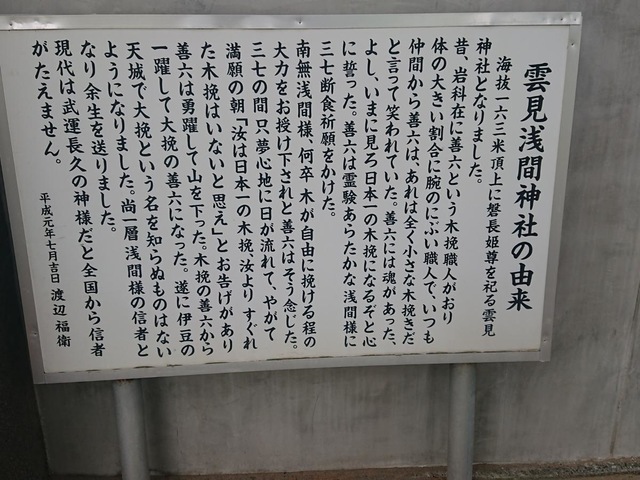 雲見浅間神社の由来
海抜一六三米頂上に磐長姫尊を祀る雲見
神社となりました。
昔、岩科在に善六という木挽職人がおり
体の大きい割合に腕のにぶい職人で、いつも
仲間から善六は、あれは全く小さな木挽きだ
と言って笑われていた。善六には魂があった、
よし、いまに見ろ日本一の木挽になるぞと心
に誓った。善六は霊験あらたかな浅間様に
三七断食祈願をかけた。
南無浅間様、何卒木が自由に挽ける程の
大力をお授け下されと善六はそう念した。
三七の間只夢心地に日が流れて、やがて
満願の朝「汝は日本一の木挽、汝よりすぐれ
た木挽はいないと思え」とお告げがあり
善六は勇躍して山を下った。木挽の善六から
一躍して大挽の善六になった。遂に伊豆の
天城で大挽という名を知らぬものはない
ようになりました。尚一層浅間様の信者と
なり余生を送りました。
現代は武運長久の神様だと全国から信者
がたえません。
平成元年七月吉日 渡辺福衛